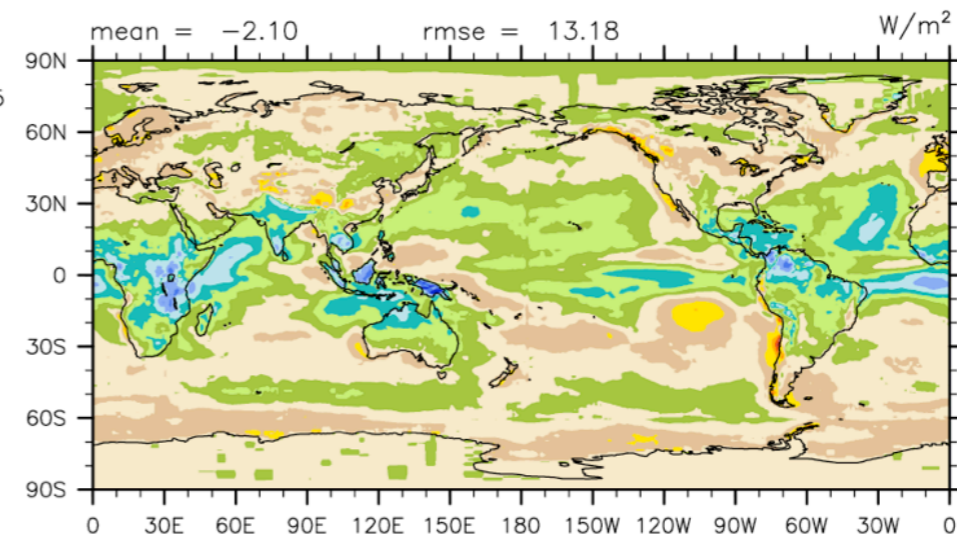 mean = −2.10 rmse = 13.18 W/m²
90N
60N
30N
0
30S
60S
90S
0 30E 60E 90E 120E 150E 180 150W 120W 90W 60W 30W 0